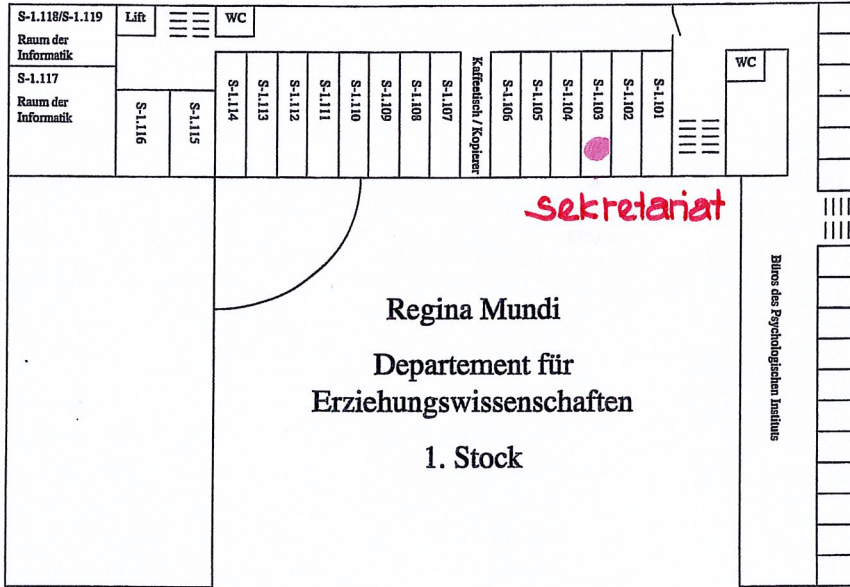 S-1.118/S-1.119
Raum der
Informatik
Lift
WC
S-1.117
Raum der
Informatik
S-1.116
S-1.115
S-1.114
S-1.113
S-1.112
S-1.111
S-1.110
S-1.109
S-1.108
S-1.107
Kaffeetisch / Kopierer
S-1.106
S-1.105
S-1.104
S-1.103
S-1.102
S-1.101
WC
sekretariat
Büros des Psychologischen Instituts
Regina Mundi
Departement für
Erziehungswissenschaften
1. Stock